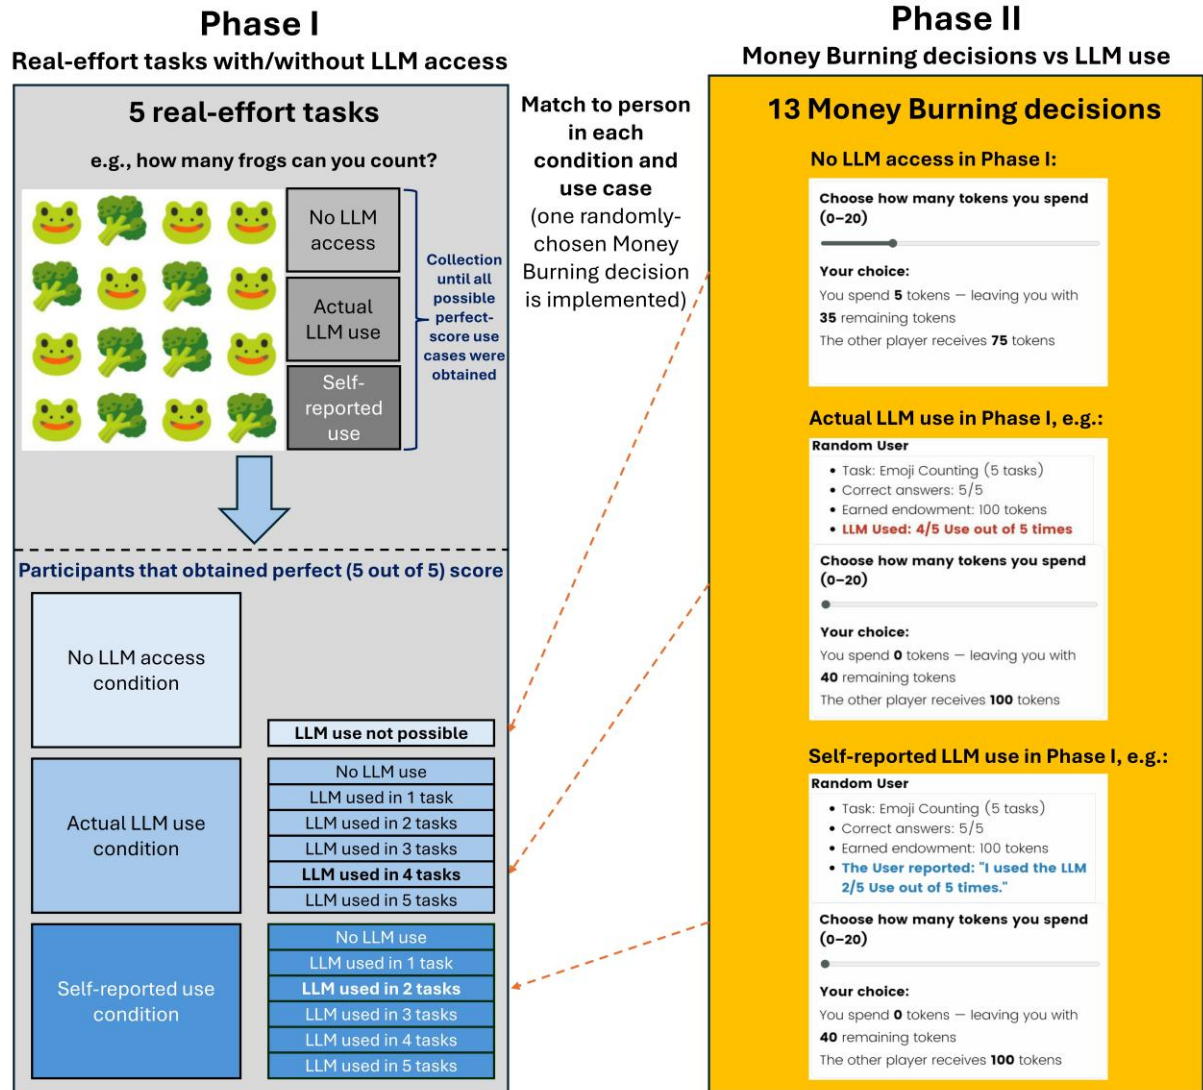 Phase I
Real-effort tasks with/without LLM access
5 real-effort tasks
e.g., how many frogs can you count?
No LLM
access
Actual
LLM use
Self-
reported
use
Collection
until all
possible
perfect-
score use
cases were
obtained
Participants that obtained perfect (5 out of 5) score
No LLM access
condition
LLM use not possible
Actual LLM use
condition
No LLM use
LLM used in 1 task
LLM used in 2 tasks
LLM used in 3 tasks
LLM used in 4 tasks
LLM used in 5 tasks
Self-reported use
condition
No LLM use
LLM used in 1 task
LLM used in 2 tasks
LLM used in 3 tasks
LLM used in 4 tasks
LLM used in 5 tasks
Match to person
in each
condition and
use case
(one randomly-
chosen Money
Burning decision
is implemented)
Phase II
Money Burning decisions vs LLM use
13 Money Burning decisions
No LLM access in Phase I:
Choose how many tokens you spend
(0–20)
Your choice:
You spend 5 tokens — leaving you with
35 remaining tokens
The other player receives 75 tokens
Actual LLM use in Phase I, e.g.:
Random User
• Task: Emoji Counting (5 tasks)
• Correct answers: 5/5
• Earned endowment: 100 tokens
• LLM Used: 4/5 Use out of 5 times
Choose how many tokens you spend
(0–20)
Your choice:
You spend 0 tokens — leaving you with
40 remaining tokens
The other player receives 100 tokens
Self-reported LLM use in Phase I, e.g.:
Random User
• Task: Emoji Counting (5 tasks)
• Correct answers: 5/5
• Earned endowment: 100 tokens
• The User reported: "I used the LLM
2/5 Use out of 5 times."
Choose how many tokens you spend
(0–20)
Your choice:
You spend 0 tokens — leaving you with
40 remaining tokens
The other player receives 100 tokens